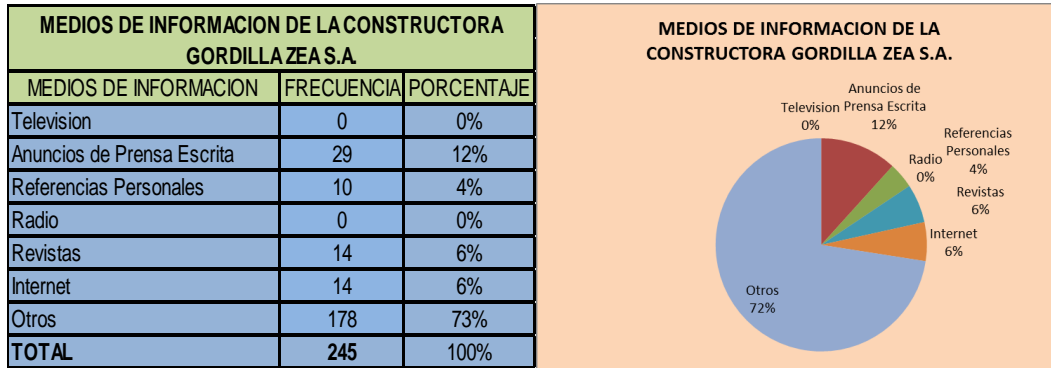 MEDIOS DE INFORMACION DE LA CONSTRUCTORA
GORDILLA ZEA S.A.
MEDIOS DE INFORMACION FRECUENCIA PORCENTAJE
Television 0 0%
Anuncios de Prensa Escrita 29 12%
Referencias Personales 10 4%
Radio 0 0%
Revistas 14 6%
Internet 14 6%
Otros 178 73%
TOTAL 245 100%
MEDIOS DE INFORMACION DE LA
CONSTRUCTORA GORDILLA ZEA S.A.
Television
0%
Anuncios de
Prensa Escrita
12%
Referencias
Personales
4%
Radio
0%
Revistas
6%
Internet
6%
Otros
72%